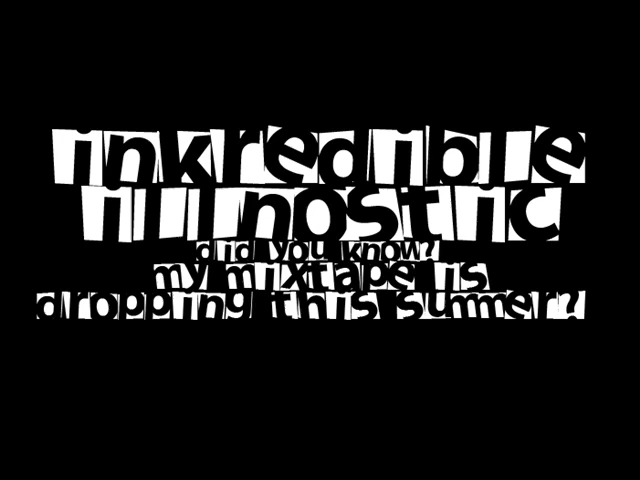 inkredible
illnostic
did you know?
my mixtape is
dropping this summer?